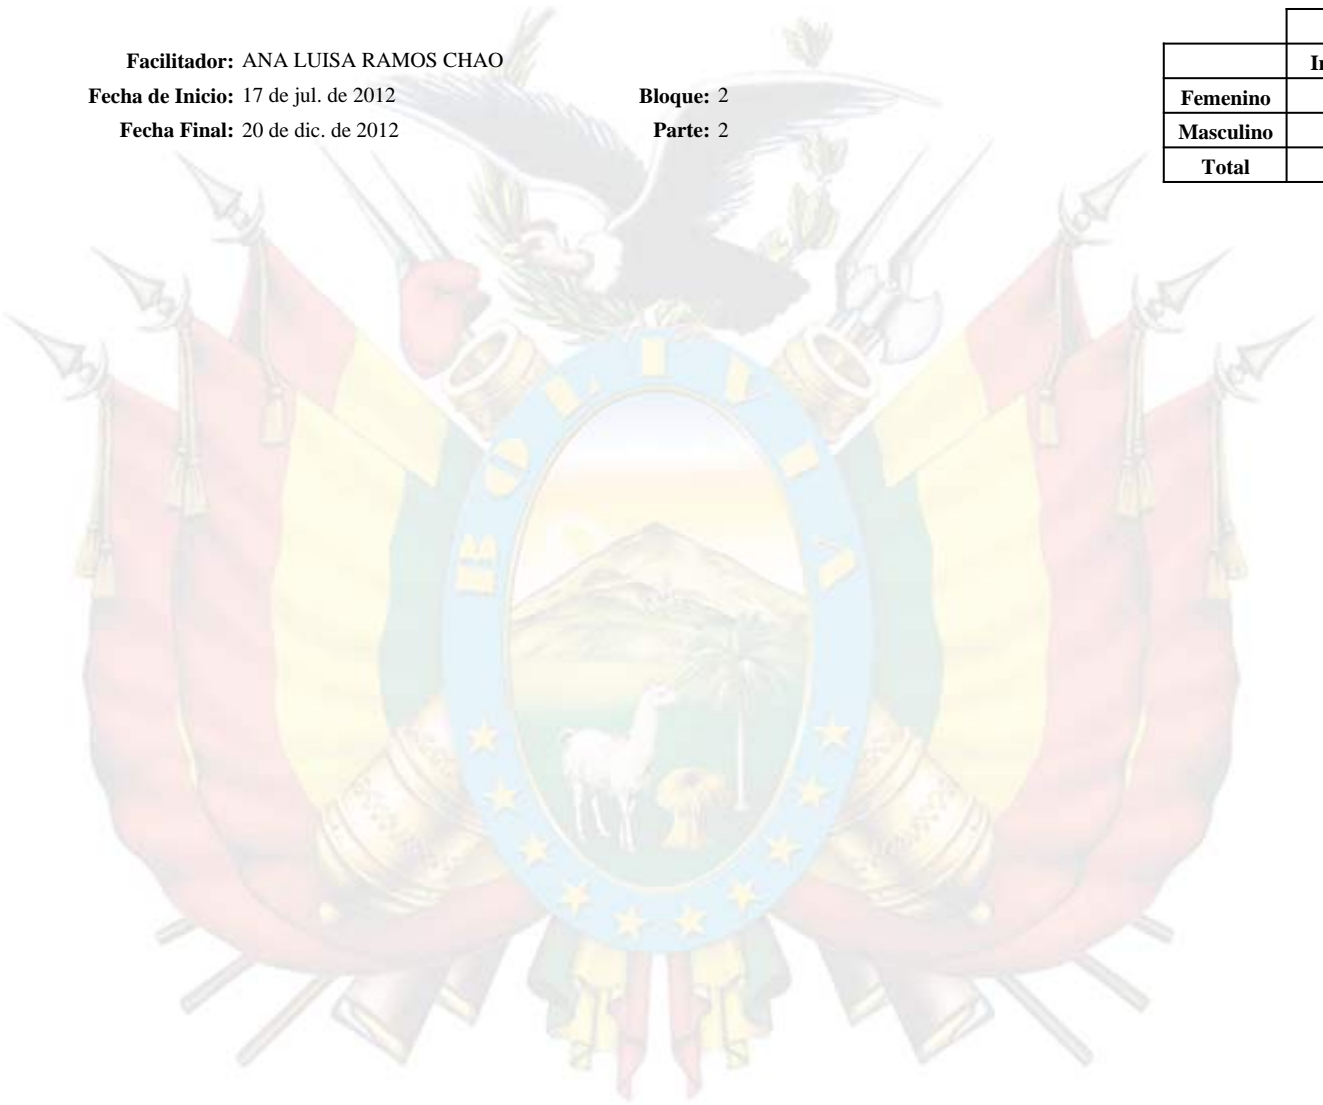 Facilitador: ANA LUISA RAMOS CHAO
Fecha de Inicio: 17 de jul. de 2012 Bloque: 2
Fecha Final: 20 de dic. de 2012 Parte: 2
Femenino
Masculino
Total
BOLIVIA